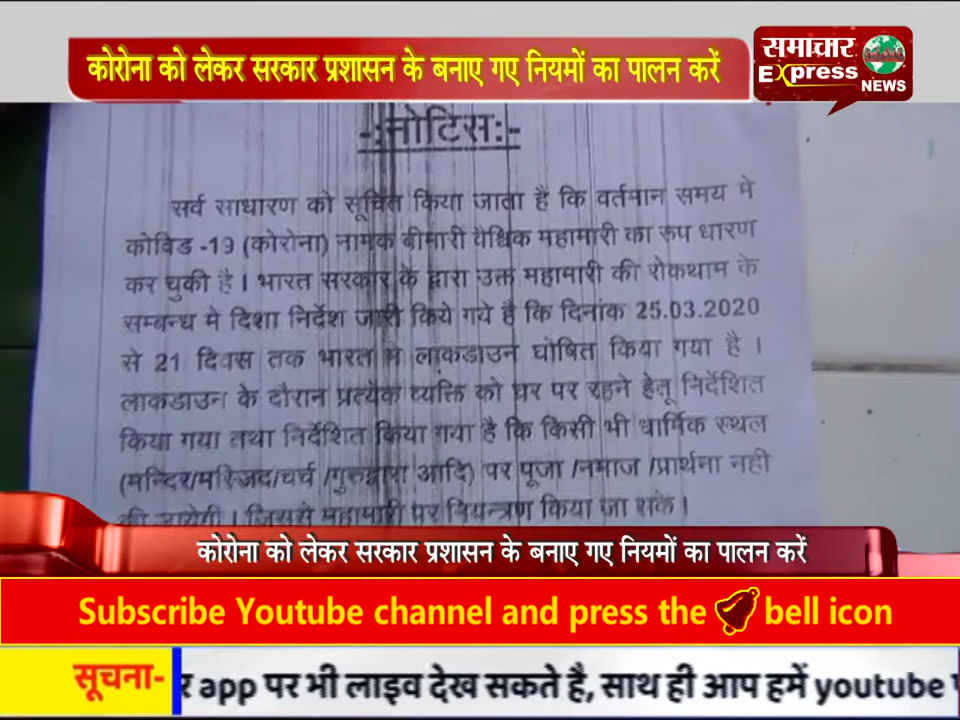 कोरोना को लेकर सरकार प्रशासन के बनाए गए नियमों का पालन करें
समाचार
Express
NEWS
-:नोटिस:-
सर्व साधारण को सूचित किया जाता है कि वर्तमान समय मे
कोविड -19 (कोरोना) नामक बीमारी वैश्विक महामारी का रुप धारण
कर चुकी है । भारत सरकार के द्वारा उक्त महामारी की रोकथाम के
सम्बन्ध मे दिशा निर्देश जारी किये गये है कि दिनांक 25.03.2020
से 21 दिवस तक भारत मे लाकडाउन घोषित किया गया है ।
लाकडाउन के दौरान प्रत्येक व्यक्ति को घर पर रहने हेतू निर्देशित
किया गया तथा निर्देशित किया गया है कि किसी भी धार्मिक स्थल
(मन्दिर/मस्जिद/चर्च /गुरुद्वारा आदि) पर पूजा /नमाज /प्रार्थना नही
की जायेगी । जिससे महामारी पर नियन्त्रण किया जा सके ।
कोरोना को लेकर सरकार प्रशासन के बनाए गए नियमों का पालन करें
Subscribe Youtube channel and press the bell icon
सूचना- र app पर भी लाइव देख सकते है, साथ ही आप हमें youtube